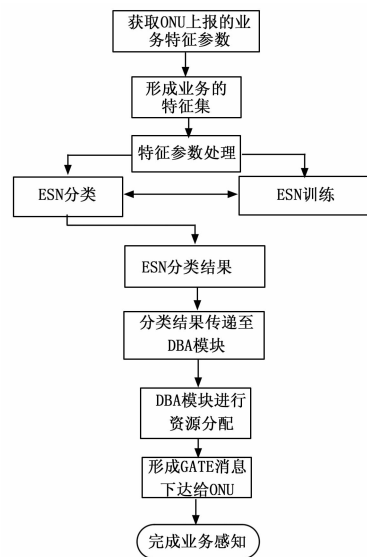 获取ONU上报的业
务特征参数
形成业务的
特征集
特征参数处理
ESN分类
ESN训练
ESN分类结果
分类结果传递至
DBA模块
DBA模块进行
资源分配
形成GATE消息
下达给ONU
完成业务感知